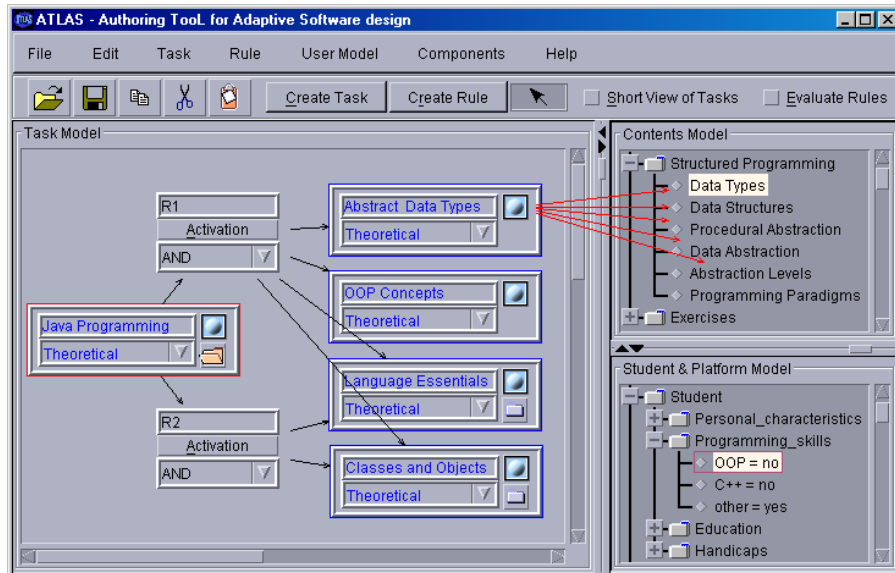 ATLAS - Authoring TooL for Adaptive Software design
File Edit Task Rule User Model Components Help
Create Task Create Rule Short View of Tasks Evaluate Rules
Task Model
R1
Activation
AND
Java Programming
Theoretical
R2
Activation
AND
Abstract Data Types
Theoretical
OOP Concepts
Theoretical
Language Essentials
Theoretical
Classes and Objects
Theoretical
Contents Model
Structured Programming
Data Types
Data Structures
Procedural Abstraction
Data Abstraction
Abstraction Levels
Programming Paradigms
Exercises
Student & Platform Model
Student
Personal_characteristics
Programming_skills
OOP = no
C++ = no
other = yes
Education
Handicaps